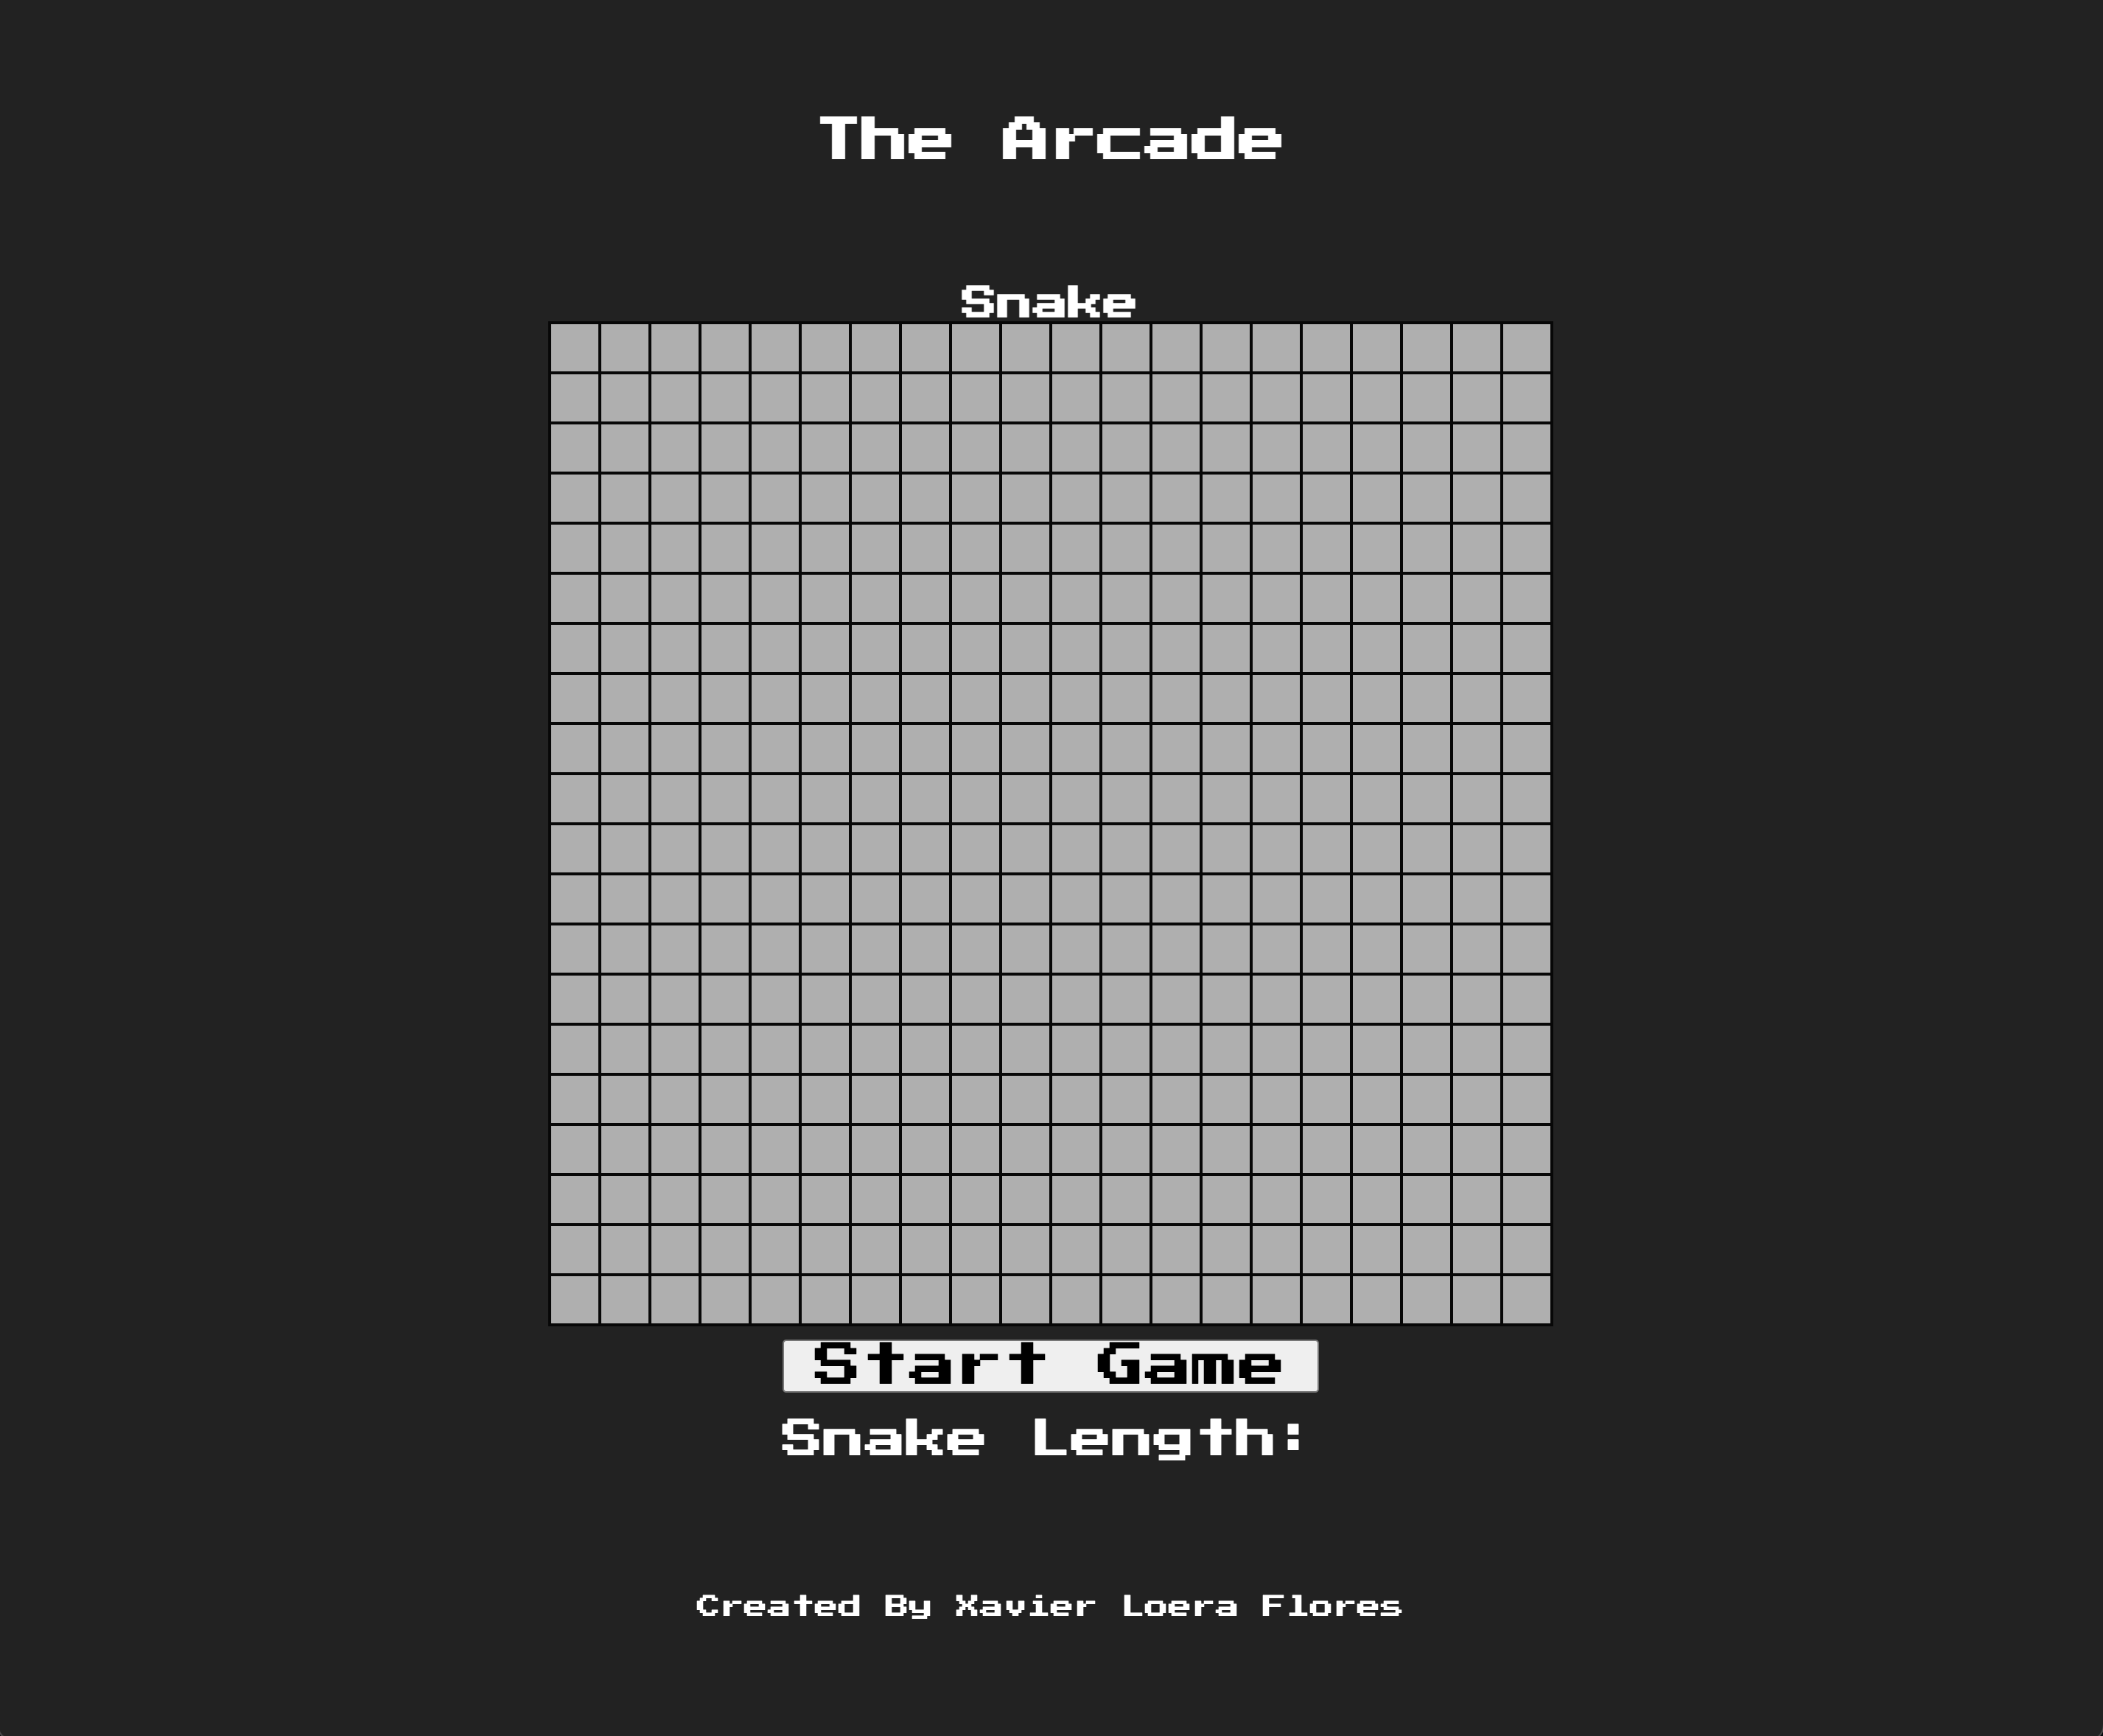 The Arcade
Snake
Start Game
Snake Length:
Created By Xavier Loera Flores